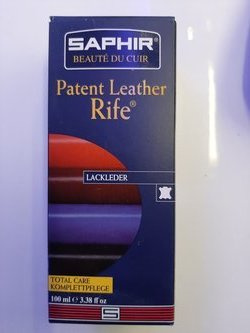 SAPHIR®
BEAUTÉ DU CUIR
Patent Leather
Rife®
LACKLEDER
TOTAL CARE
KOMPLETTPFLEGE
100 ml ℮ 3.38 fl oz
S